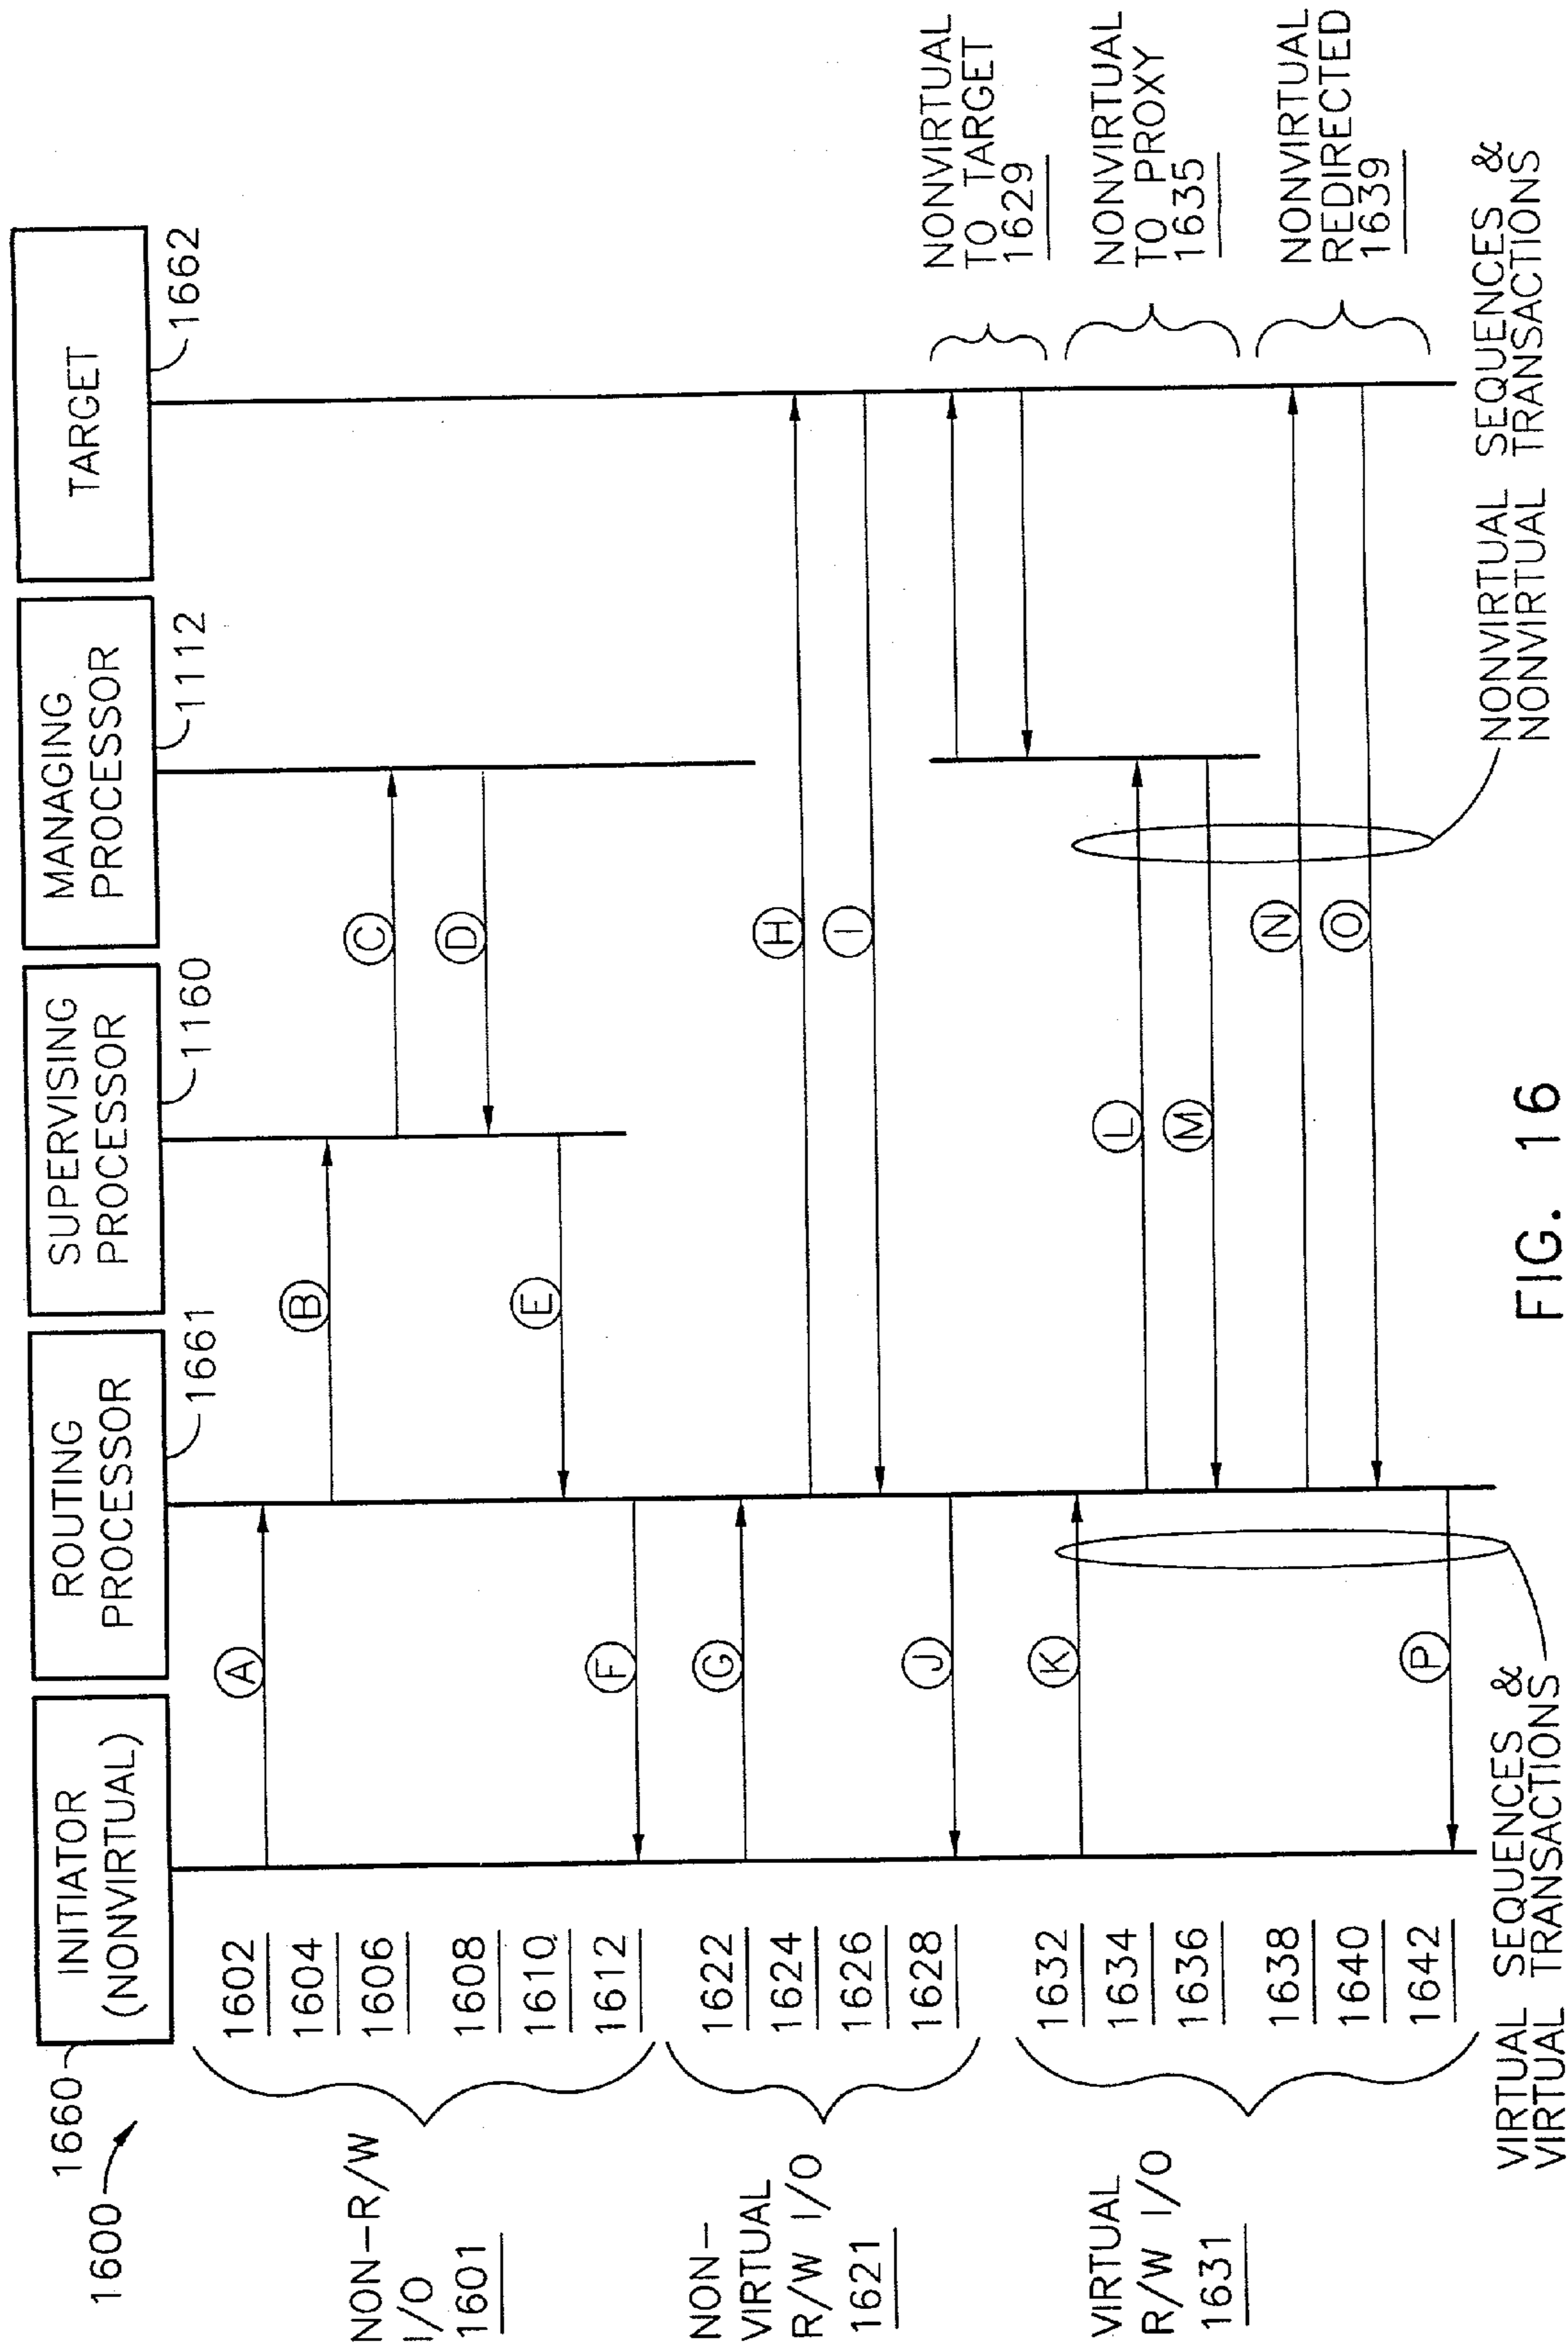 1600
1660
INITIATOR
(NONVIRTUAL)
ROUTING
PROCESSOR
1661
SUPERVISING
PROCESSOR
1160
MANAGING
PROCESSOR
1112
TARGET
1662
NON-R/W
I/O
1601
1602
1604
1606
1608
1610
1612
A
B
C
D
E
F
NON-
VIRTUAL
R/W I/O
1621
1622
1624
1626
1628
G
H
I
J
NONVIRTUAL
TO TARGET
1629
VIRTUAL
R/W I/O
1631
1632
1634
1636
1638
1640
1642
K
L
M
N
O
P
NONVIRTUAL
TO PROXY
1635
NONVIRTUAL
REDIRECTED
1639
VIRTUAL SEQUENCES &
VIRTUAL TRANSACTIONS
NONVIRTUAL SEQUENCES &
NONVIRTUAL TRANSACTIONS
FIG. 16